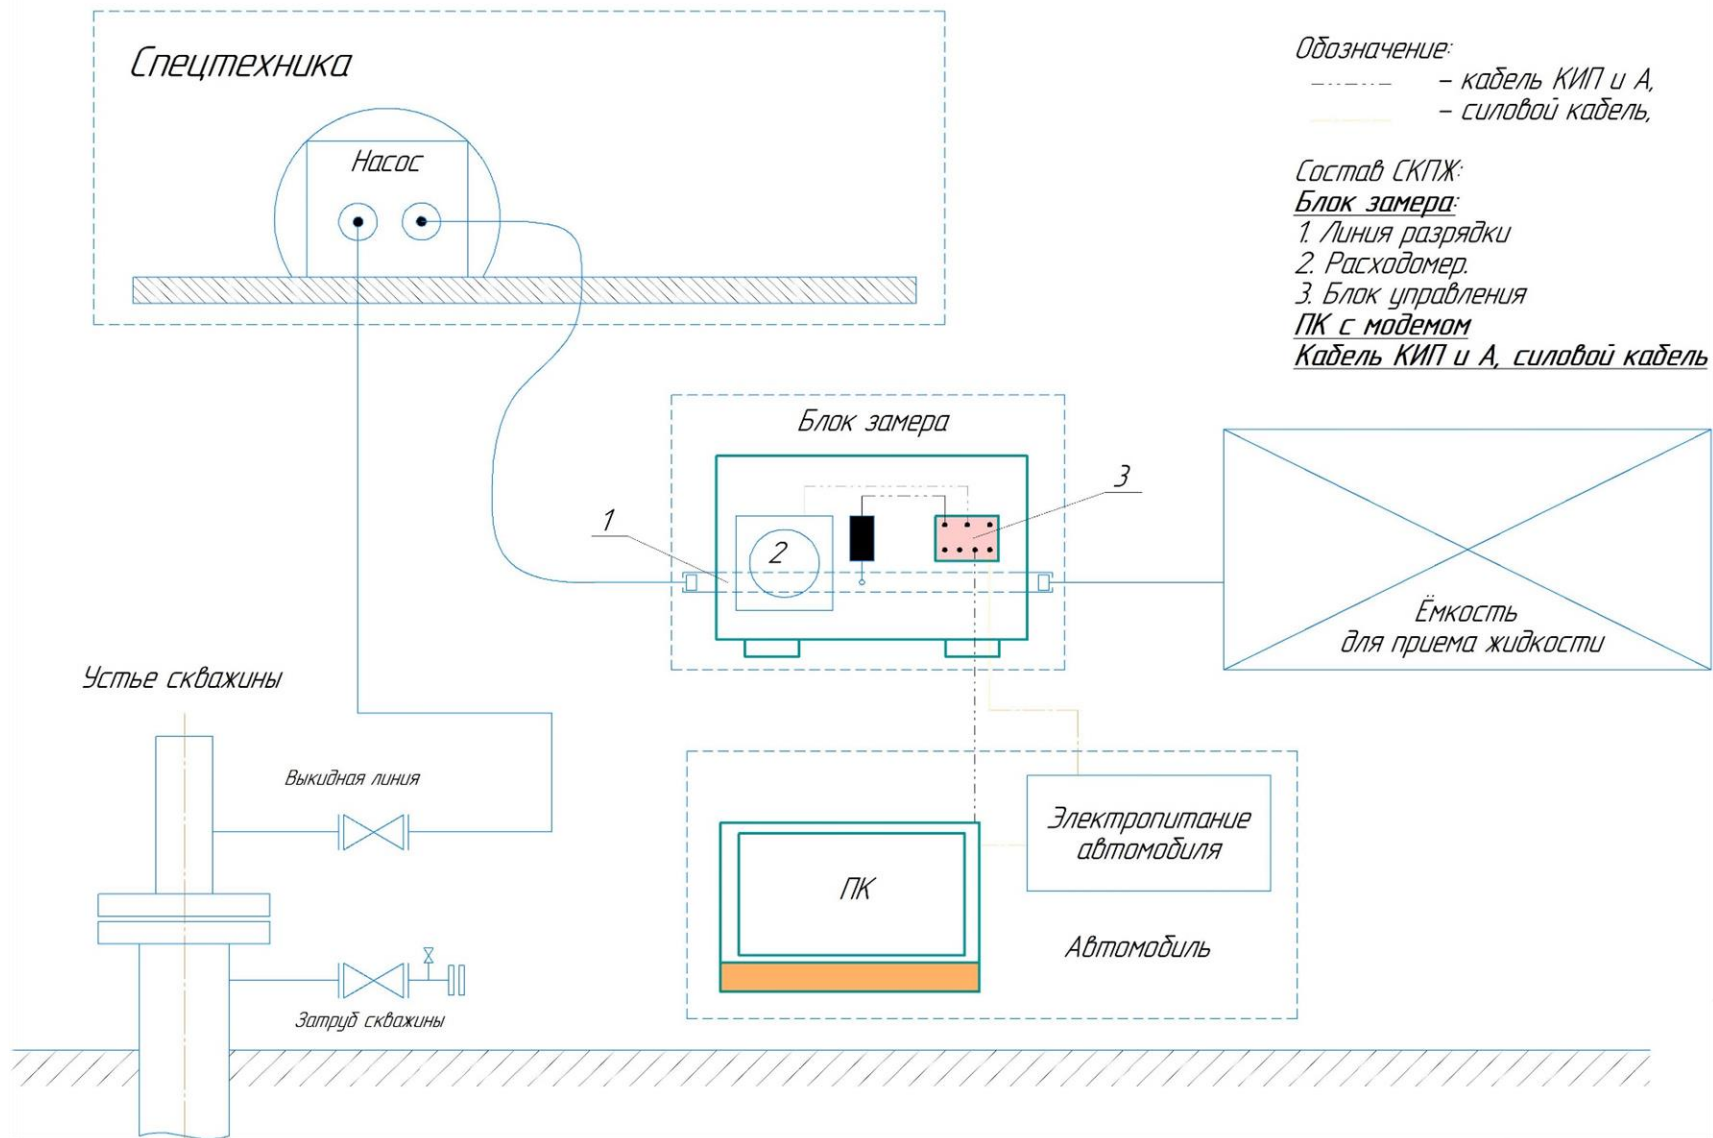 Спецтехника
Насос
Обозначение:
– кабель КИП и А,
– силовой кабель,
Состав СКПЖ:
Блок замера:
1. Линия разрядки
2. Расходомер.
3. Блок управления
ПК с модемом
Кабель КИП и А, силовой кабель
Блок замера
3
1
2
Ёмкость
для приема жидкости
Устье скважины
Выкидная линия
Электропитание
автомобиля
ПК
Автомобиль
Затруб скважины